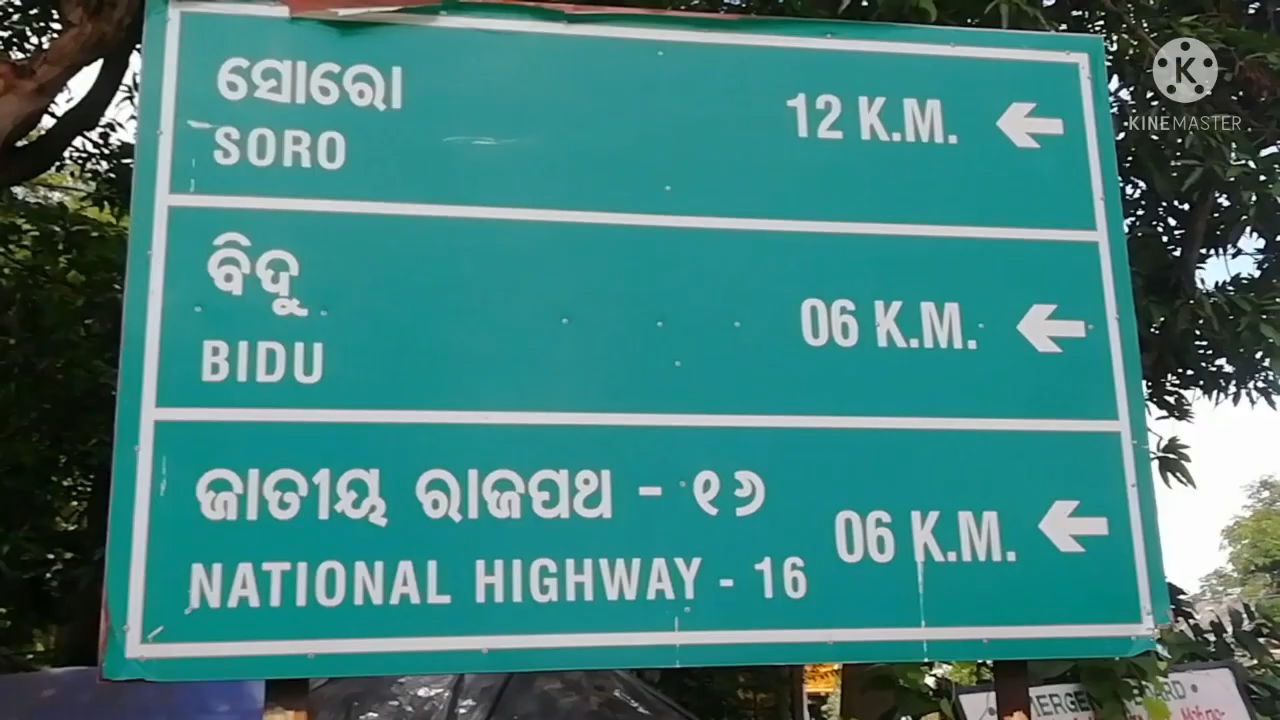 ସୋରୋ
SORO
12 K.M.
ବିଦୁ
BIDU
06 K.M.
ଜାତୀୟ ରାଜପଥ - ୧୬
NATIONAL HIGHWAY - 16
06 K.M.
K
KINEMASTER